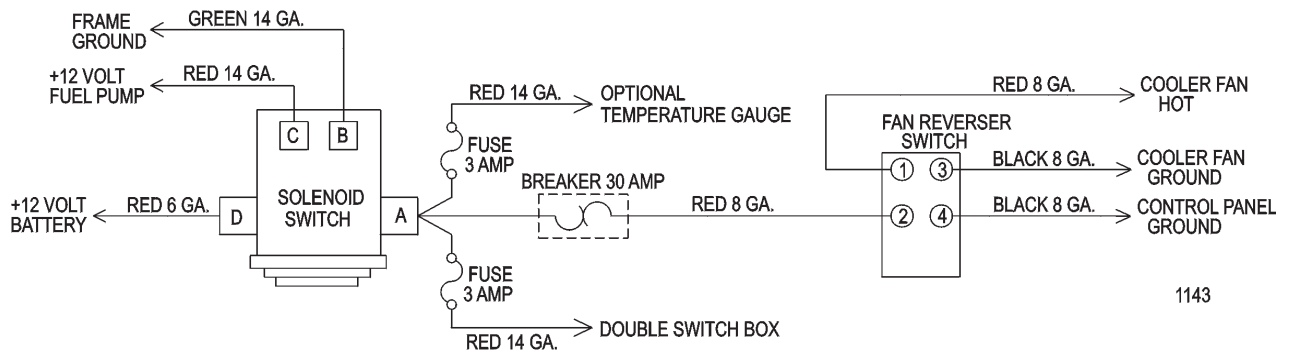 FRAME
GROUND
GREEN 14 GA.
+12 VOLT
FUEL PUMP
RED 14 GA.
C
B
SOLENOID
SWITCH
+12 VOLT
BATTERY
RED 6 GA.
D
A
RED 14 GA.
OPTIONAL
TEMPERATURE GAUGE
FUSE
3 AMP
BREAKER 30 AMP
RED 8 GA.
FUSE
3 AMP
RED 14 GA.
DOUBLE SWITCH BOX
RED 8 GA.
COOLER FAN
HOT
FAN REVERSER
SWITCH
1
3
BLACK 8 GA.
COOLER FAN
GROUND
2
4
BLACK 8 GA.
CONTROL PANEL
GROUND
1143